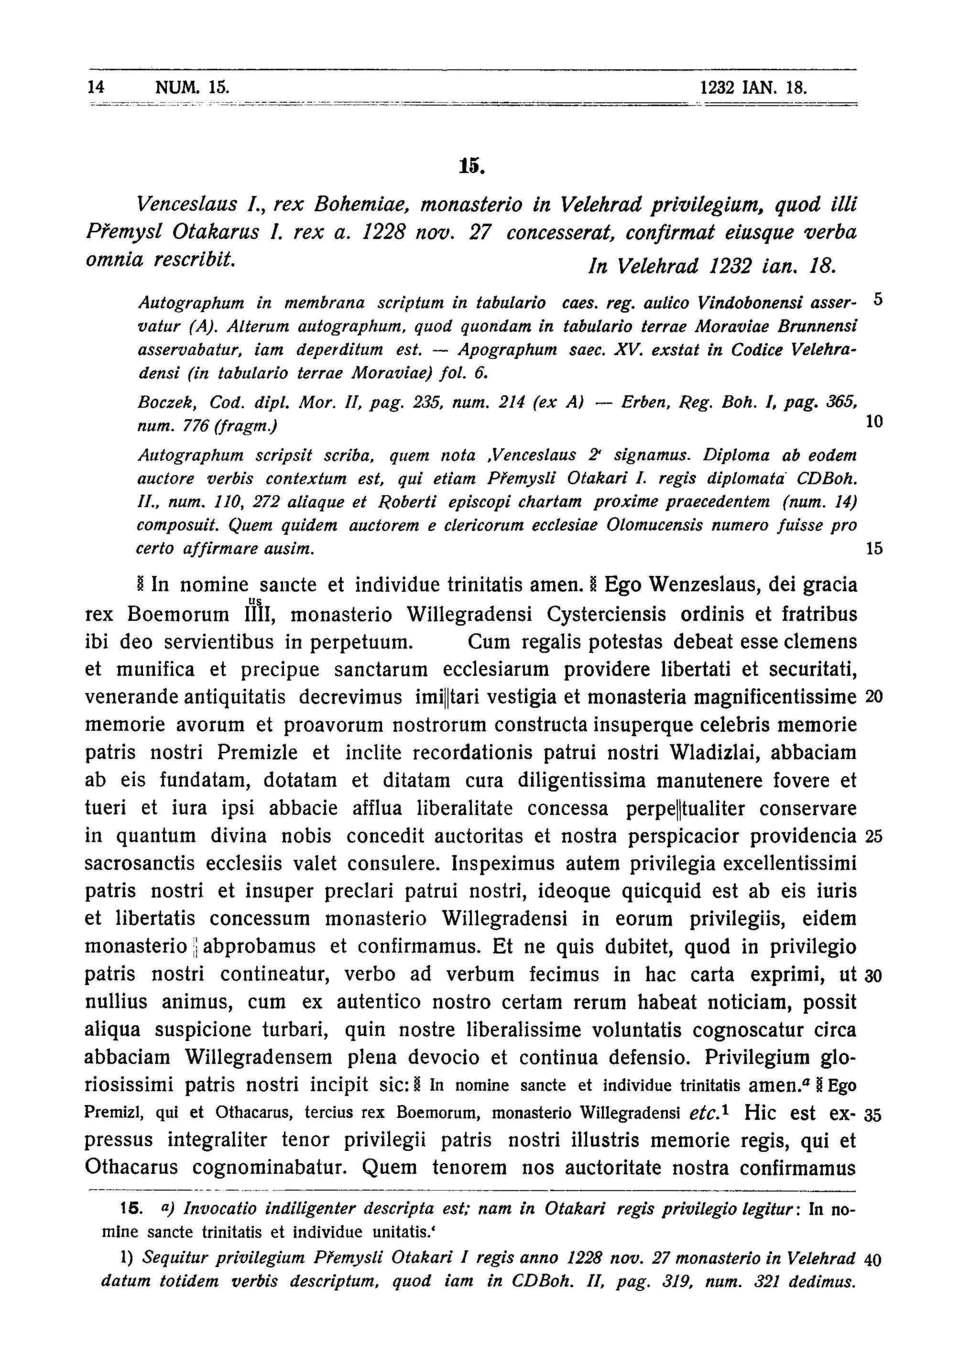 14 NUM. 15. 1232 IAN. 18.
15.
Venceslaus I., rex Bohemiae, monasterio in Velehrad privilegium, quod illi
Přemysl Otakarus I. rex a. 1228 nov. 27 concesserat, confirmat eiusque verba
omnia rescribit. In Velehrad 1232 ian. 18.
Autographum in membrana scriptum in tabulario caes. reg. aulico Vindobonensi asser- 5
vatur (A). Alterum autographum, quod quondam in tabulario terrae Moraviae Brunnensi
asservabatur, iam deperditum est. — Apographum saec. XV. exstat in Codice Velehra-
densi (in tabulario terrae Moraviae) fol. 6.
Boczek, Cod. dipl. Mor. II, pag. 235, num. 214 (ex A) — Erben, Reg. Boh. I, pag. 365,
num. 776 (fragm.) 10
Autographum scripsit scriba, quem nota ‚Venceslaus 2‘ signamus. Diploma ab eodem
auctore verbis contextum est, qui etiam Přemysli Otakari I. regis diplomata CDBoh.
II., num. 110, 272 aliaque et Roberti episcopi chartam proxime praecedentem (num. 14)
composuit. Quem quidem auctorem e clericorum ecclesiae Olomucensis numero fuisse pro
certo affirmare ausim. 15
⁑ In nomine sancte et individue trinitatis amen. ⁑ Ego Wenzeslaus, dei gracia
rex Boemorum IIII<sup>us</sup>, monasterio Willegradensi Cysterciensis ordinis et fratribus
ibi deo servientibus in perpetuum. Cum regalis potestas debeat esse clemens
et munifica et precipue sanctarum ecclesiarum providere libertati et securitati,
venerande antiquitatis decrevimus imi||tari vestigia et monasteria magnificentissime 20
memorie avorum et proavorum nostrorum constructa insuperque celebris memorie
patris nostri Premizle et inclite recordationis patrui nostri Wladizlai, abbaciam
ab eis fundatam, dotatam et ditatam cura diligentissima manutenere fovere et
tueri et iura ipsi abbacie afflua liberalitate concessa perpe||tualiter conservare
in quantum divina nobis concedit auctoritas et nostra perspicacior providencia 25
sacrosanctis ecclesiis valet consulere. Inspeximus autem privilegia excellentissimi
patris nostri et insuper preclari patrui nostri, ideoque quicquid est ab eis iuris
et libertatis concessum monasterio Willegradensi in eorum privilegiis, eidem
monasterio || abprobamus et confirmamus. Et ne quis dubitet, quod in privilegio
patris nostri contineatur, verbo ad verbum fecimus in hac carta exprimi, ut 30
nullius animus, cum ex autentico nostro certam rerum habeat noticiam, possit
aliqua suspicione turbari, quin nostre liberalissime voluntatis cognoscatur circa
abbaciam Willegradensem plena devocio et continua defensio. Privilegium glo-
riosissimi patris nostri incipit sic: ⁑ In nomine sancte et individue trinitatis amen.ᵃ ⁑ Ego
Premizl, qui et Othacarus, tercius rex Boemorum, monasterio Willegradensi etc.¹ Hic est ex- 35
pressus integraliter tenor privilegii patris nostri illustris memorie regis, qui et
Othacarus cognominabatur. Quem tenorem nos auctoritate nostra confirmamus
15. a) Invocatio indiligenter descripta est; nam in Otakari regis privilegio legitur: In no-
mine sancte trinitatis et individue unitatis.‘
1) Sequitur privilegium Přemysli Otakari I regis anno 1228 nov. 27 monasterio in Velehrad 40
datum totidem verbis descriptum, quod iam in CDBoh. II, pag. 319, num. 321 dedimus.